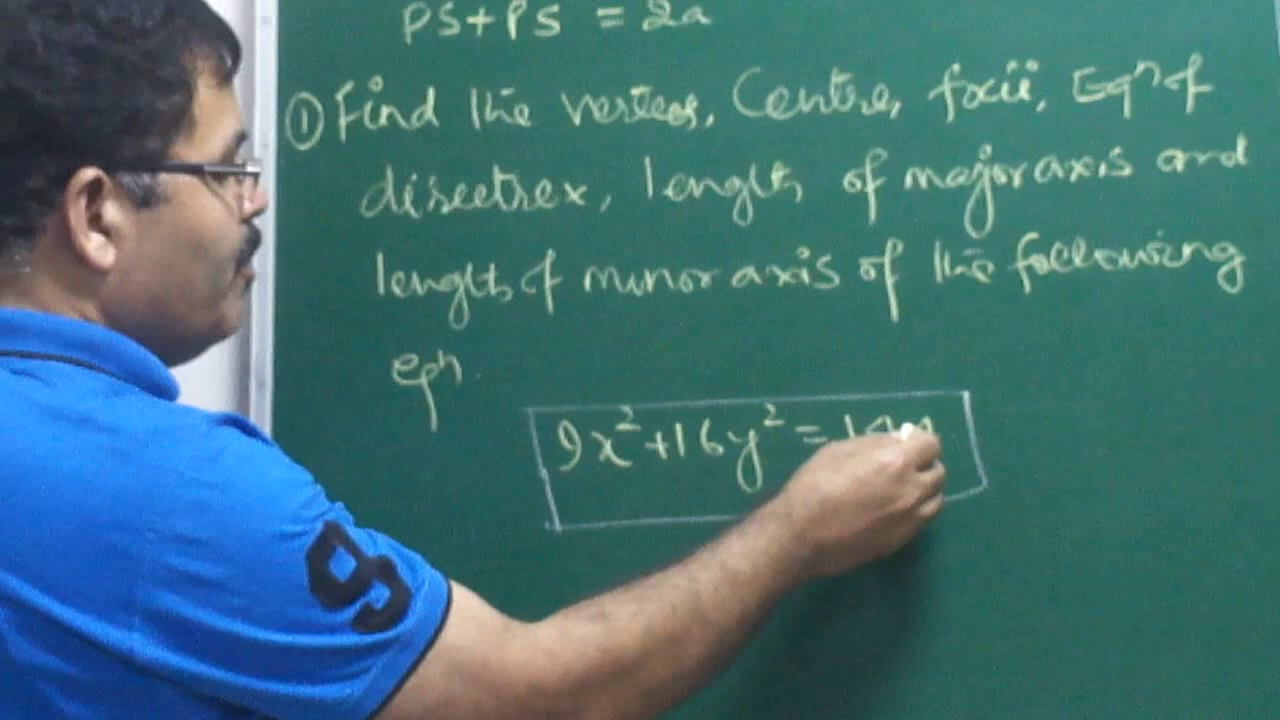 PS+PS = 2a
① Find the vertex, Centre, focii, Eqⁿ of
directrex, length of major axis and
length of minor axis of the following
eqn
9x²+16y² =
9